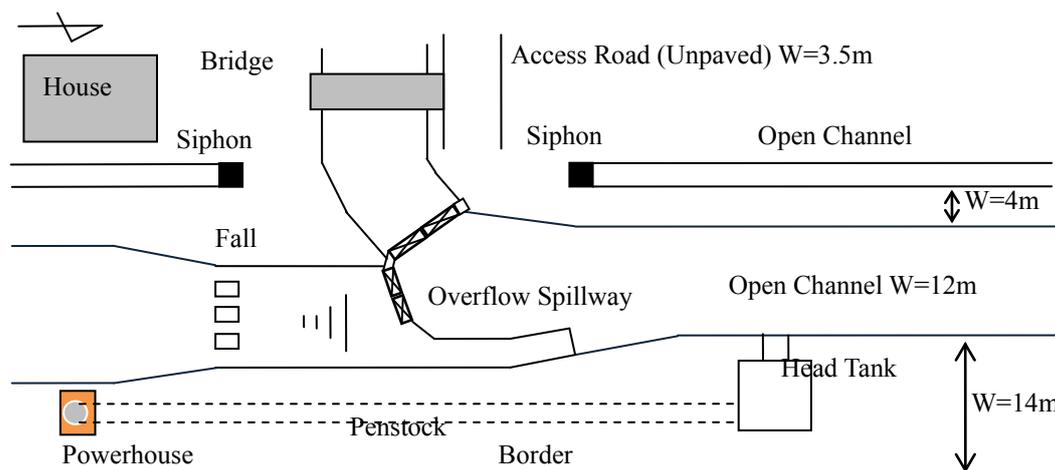 Access Road (Unpaved) W=3.5m
Bridge
House
Siphon
Siphon
Open Channel
W=4m
Fall
Overflow Spillway
Open Channel W=12m
Head Tank
W=14m
Penstock
Powerhouse
Border